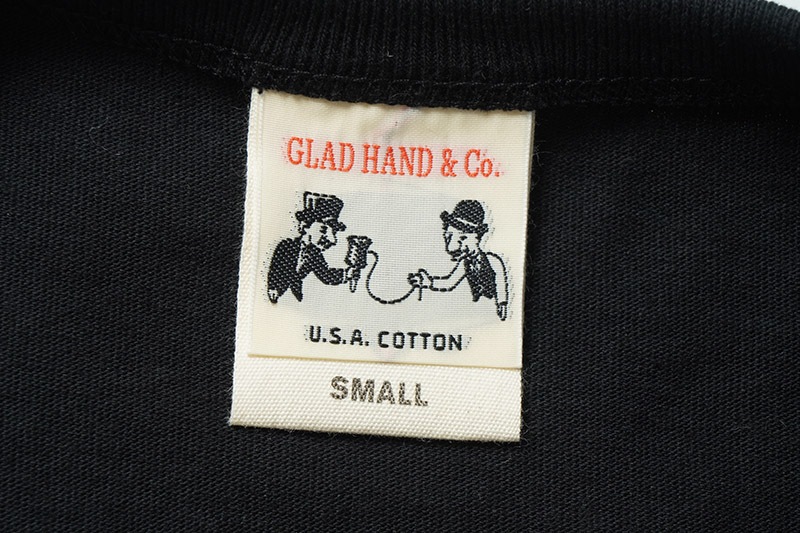 GLAD HAND & Co.
U.S.A. COTTON
SMALL